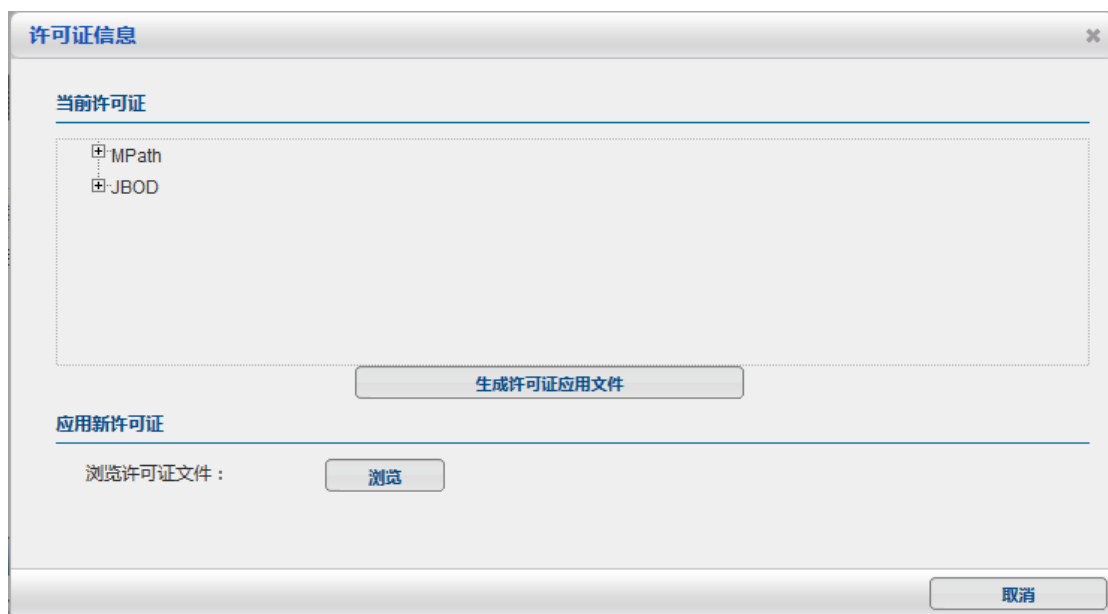 许可证信息
当前许可证
MPath
JBOD
生成许可证应用文件
应用新许可证
浏览许可证文件： 浏览
取消